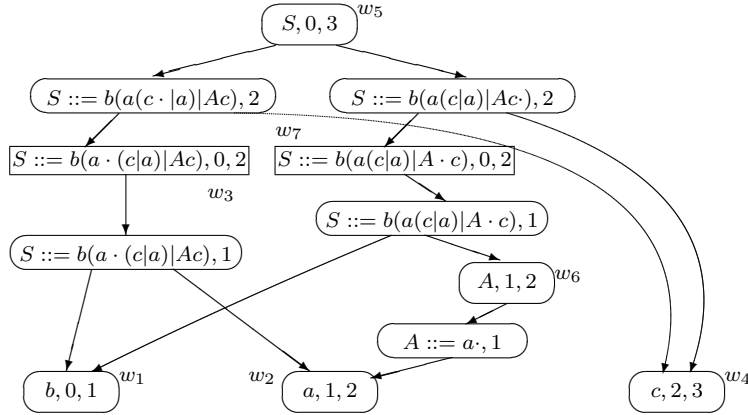 S, 0, 3 w₅
S ::= b(a(c · |a)|Ac), 2
S ::= b(a(c|a)|Ac·), 2
w₇
S ::= b(a · (c|a)|Ac), 0, 2
S ::= b(a(c|a)|A · c), 0, 2
w₃
S ::= b(a(c|a)|A · c), 1
S ::= b(a · (c|a)|Ac), 1
A, 1, 2 w₆
A ::= a·, 1
b, 0, 1 w₁
w₂ a, 1, 2
c, 2, 3 w₄